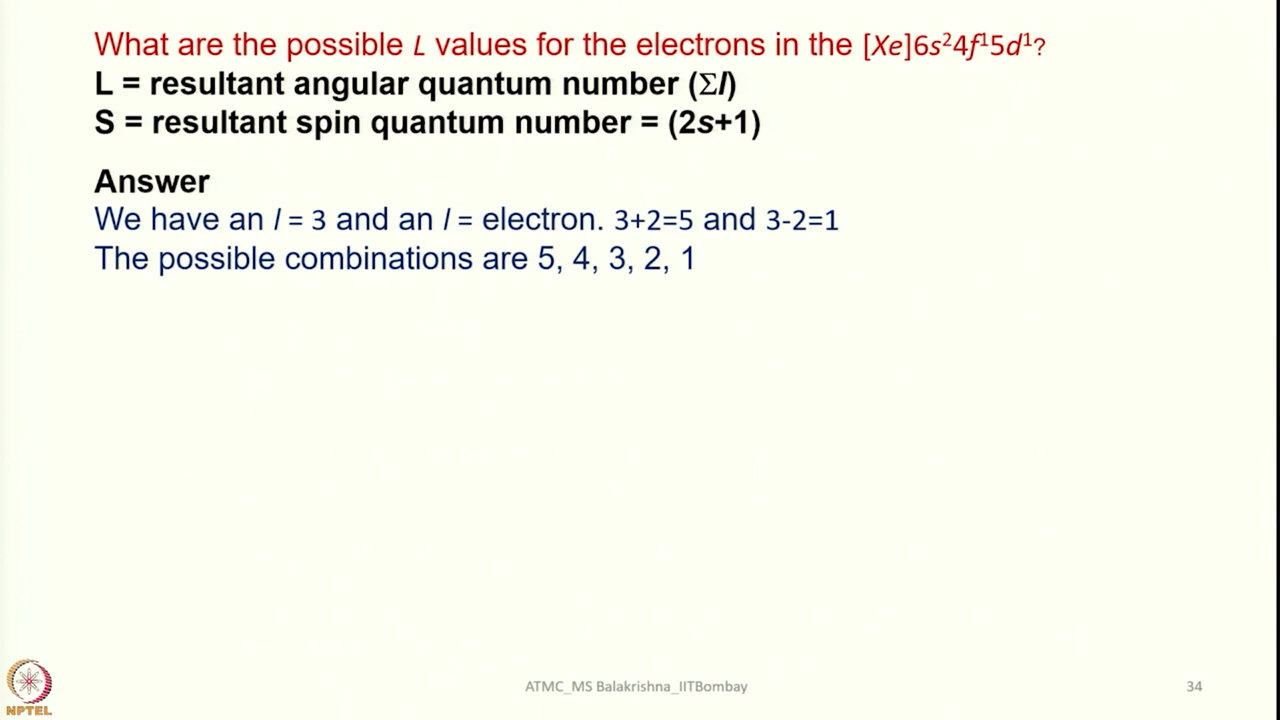 What are the possible L values for the electrons in the [Xe]6s²4f¹5d¹?
L = resultant angular quantum number (Σl)
S = resultant spin quantum number = (2s+1)
Answer
We have an l = 3 and an l = electron. 3+2=5 and 3-2=1
The possible combinations are 5, 4, 3, 2, 1
NPTEL
ATMC_MS Balakrishna_IITBombay
34